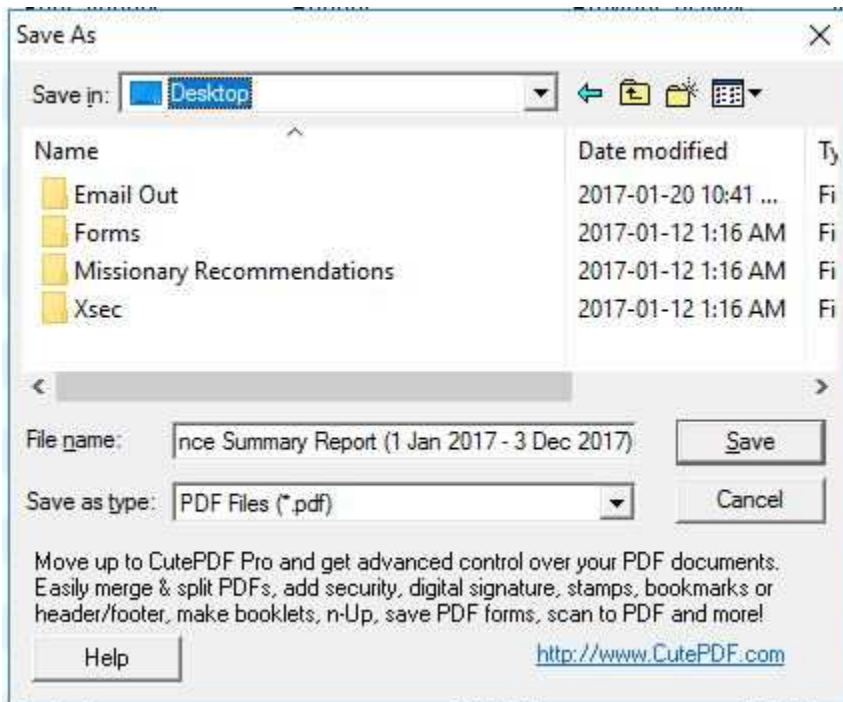 Save As
Save in: Desktop
Name Date modified Ty
Email Out 2017-01-20 10:41 ... Fi
Forms 2017-01-12 1:16 AM Fi
Missionary Recommendations 2017-01-12 1:16 AM Fi
Xsec 2017-01-12 1:16 AM Fi
File name: nce Summary Report (1 Jan 2017 - 3 Dec 2017) Save
Save as type: PDF Files (*.pdf) Cancel
Move up to CutePDF Pro and get advanced control over your PDF documents.
Easily merge & split PDFs, add security, digital signature, stamps, bookmarks or
header/footer, make booklets, n-Up, save PDF forms, scan to PDF and more!
Help http://www.CutePDF.com